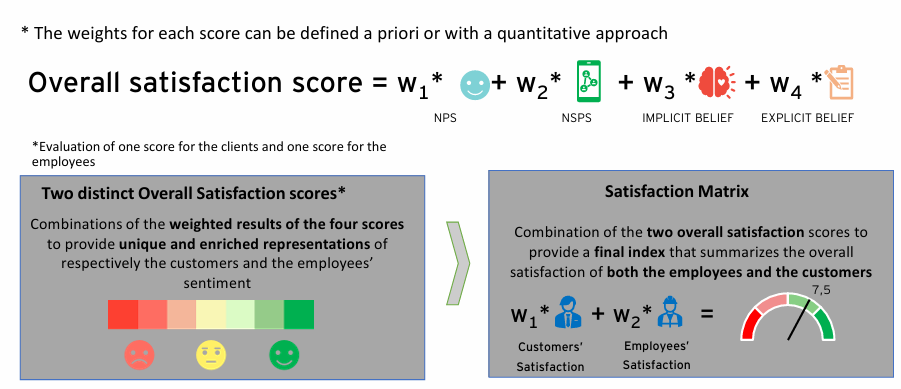 * The weights for each score can be defined a priori or with a quantitative approach
Overall satisfaction score = w1* + w2* + w3 * + w4 *
NPS NSPS IMPLICIT BELIEF EXPLICIT BELIEF
*Evaluation of one score for the clients and one score for the
employees
Two distinct Overall Satisfaction scores*
Combinations of the weighted results of the four scores
to provide unique and enriched representations of
respectively the customers and the employees’
sentiment
Satisfaction Matrix
Combination of the two overall satisfaction scores to
provide a final index that summarizes the overall
satisfaction of both the employees and the customers
7,5
w1* + w2* =
Customers’
Satisfaction
Employees’
Satisfaction